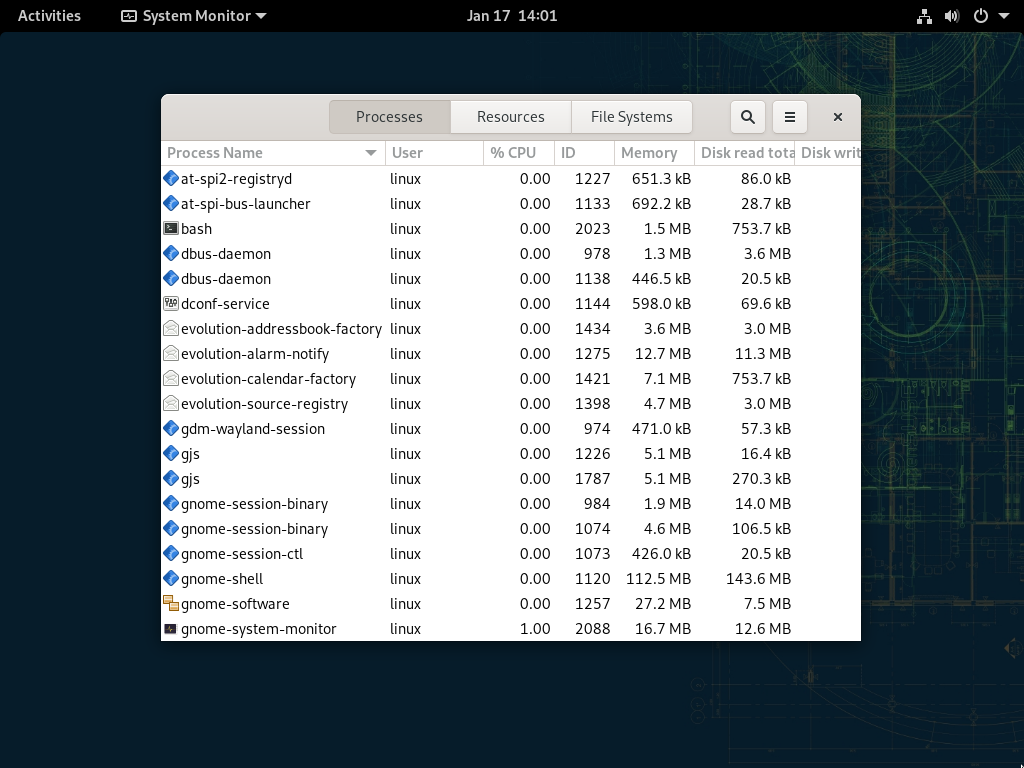 Activities System Monitor Jan 17 14:01
Processes Resources File Systems
Process Name User % CPU ID Memory Disk read tota Disk writ
at-spi2-registryd linux 0.00 1227 651.3 kB 86.0 kB
at-spi-bus-launcher linux 0.00 1133 692.2 kB 28.7 kB
bash linux 0.00 2023 1.5 MB 753.7 kB
dbus-daemon linux 0.00 978 1.3 MB 3.6 MB
dbus-daemon linux 0.00 1138 446.5 kB 20.5 kB
dconf-service linux 0.00 1144 598.0 kB 69.6 kB
evolution-addressbook-factory linux 0.00 1434 3.6 MB 3.0 MB
evolution-alarm-notify linux 0.00 1275 12.7 MB 11.3 MB
evolution-calendar-factory linux 0.00 1421 7.1 MB 753.7 kB
evolution-source-registry linux 0.00 1398 4.7 MB 3.0 MB
gdm-wayland-session linux 0.00 974 471.0 kB 57.3 kB
gjs linux 0.00 1226 5.1 MB 16.4 kB
gjs linux 0.00 1787 5.1 MB 270.3 kB
gnome-session-binary linux 0.00 984 1.9 MB 14.0 MB
gnome-session-binary linux 0.00 1074 4.6 MB 106.5 kB
gnome-session-ctl linux 0.00 1073 426.0 kB 20.5 kB
gnome-shell linux 0.00 1120 112.5 MB 143.6 MB
gnome-software linux 0.00 1257 27.2 MB 7.5 MB
gnome-system-monitor linux 1.00 2088 16.7 MB 12.6 MB